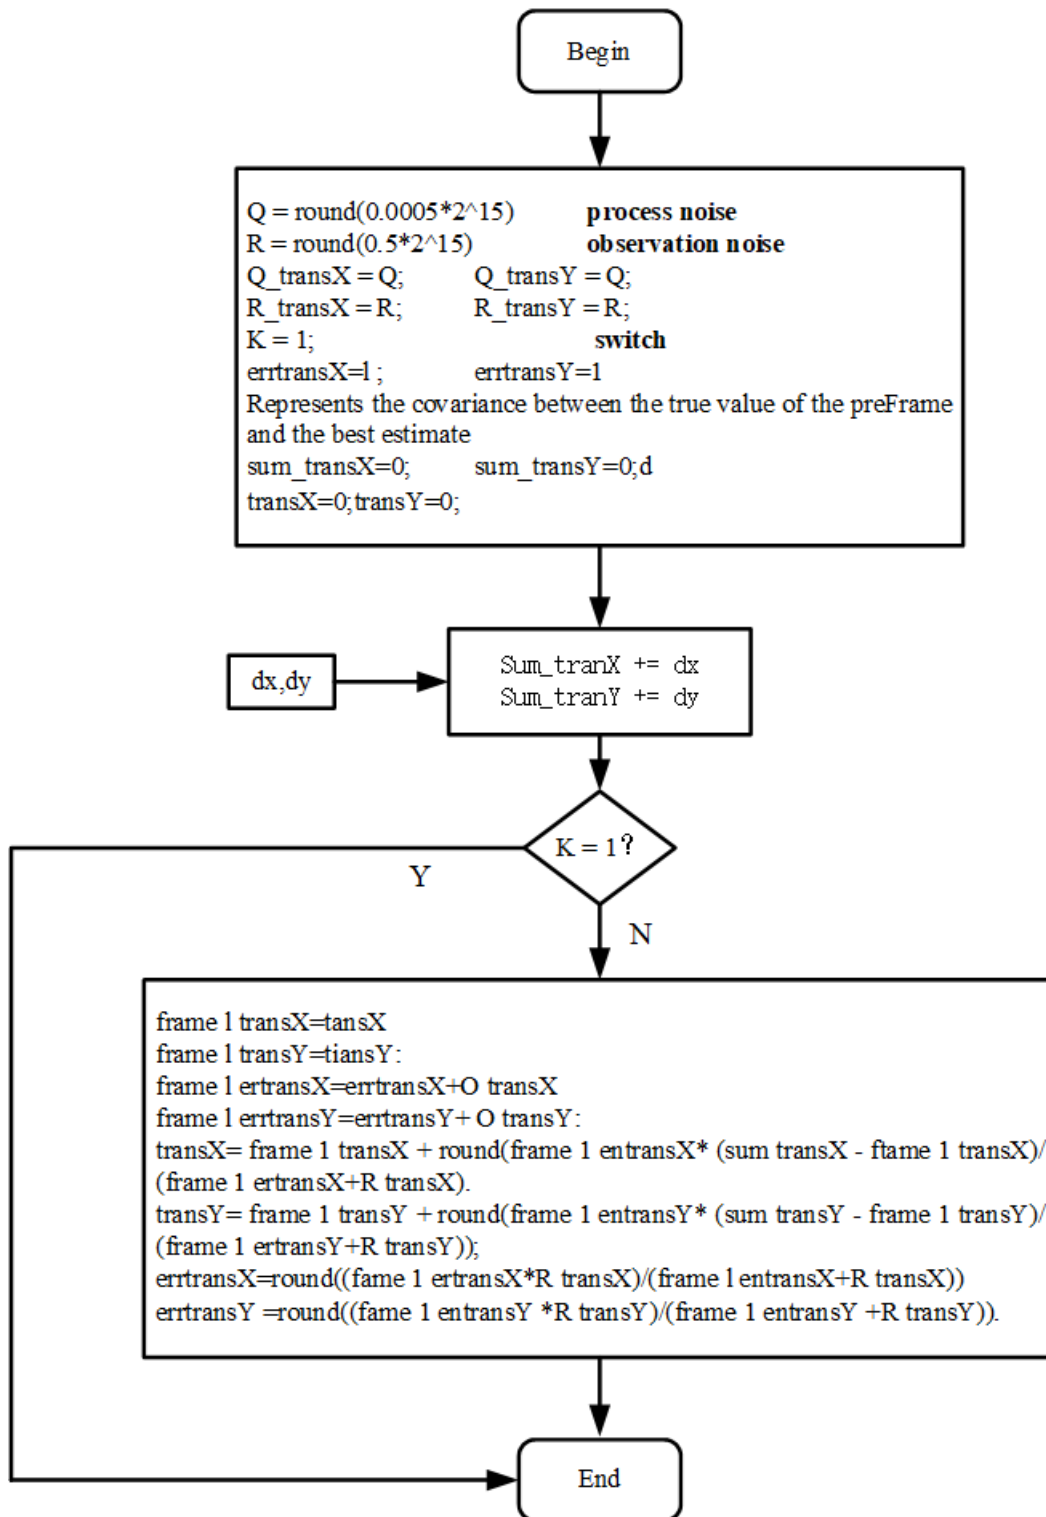 Begin
Q = round(0.0005*2^15) process noise
R = round(0.5*2^15) observation noise
Q_transX = Q; Q_transY = Q;
R_transX = R; R_transY = R;
K = 1; switch
errtransX=l ; errtransY=1
Represents the covariance between the true value of the preFrame
and the best estimate
sum_transX=0; sum_transY=0;d
transX=0;transY=0;
dx,dy
Sum_tranX += dx
Sum_tranY += dy
K = 1?
Y
N
frame l transX=tansX
frame l transY=tiansY:
frame l ertransX=errtransX+O transX
frame l errtransY=errtransY+ O transY:
transX= frame 1 transX + round(frame 1 entransX* (sum transX - ftame 1 transX)/
(frame 1 ertransX+R transX).
transY= frame 1 transY + round(frame 1 entransY* (sum transY - frame 1 transY)/
(frame 1 ertransY+R transY));
errtransX=round((fame 1 ertransX*R transX)/(frame l entransX+R transX))
errtransY =round((fame 1 entransY *R transY)/(frame 1 entransY +R transY)).
End